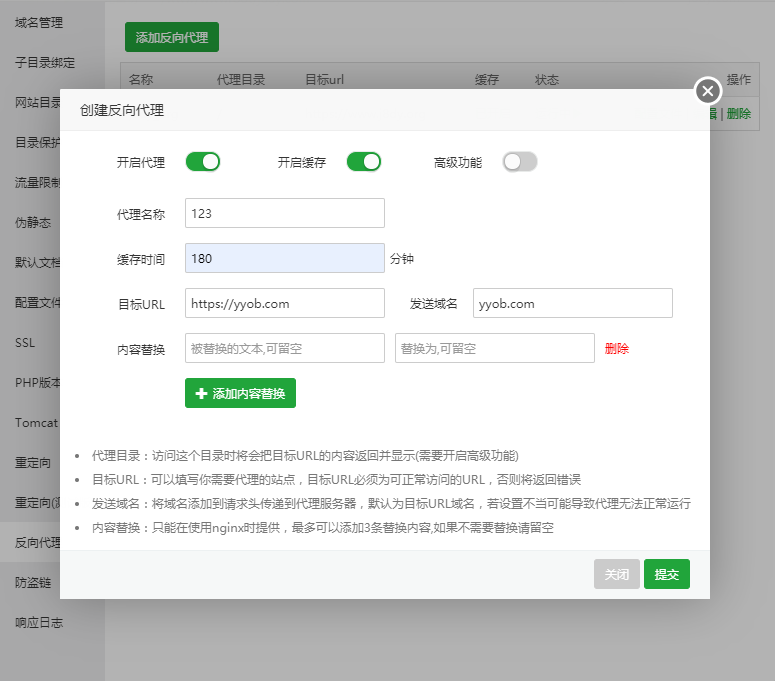 域名管理
添加反向代理
子目录绑定
名称 代理目录 目标url 缓存 状态 操作
网站目录
| 删除
创建反向代理
目录保护
开启代理 开启缓存 高级功能
流量限制
代理名称 123
伪静态
缓存时间 180 分钟
默认文档
目标URL https://yyob.com 发送域名 yyob.com
配置文件
内容替换 被替换的文本,可留空 替换为,可留空 删除
SSL
PHP版本
添加内容替换
Tomcat
代理目录：访问这个目录时将会把目标URL的内容返回并显示(需要开启高级功能)
重定向
目标URL：可以填写你需要代理的站点，目标URL必须为可正常访问的URL，否则将返回错误
重定向(测
发送域名：将域名添加到请求头传递到代理服务器，默认为目标URL域名，若设置不当可能导致代理无法正常运行
内容替换：只能在使用nginx时提供，最多可以添加3条替换内容,如果不需要替换请留空
反向代理
关闭 提交
防盗链
响应日志